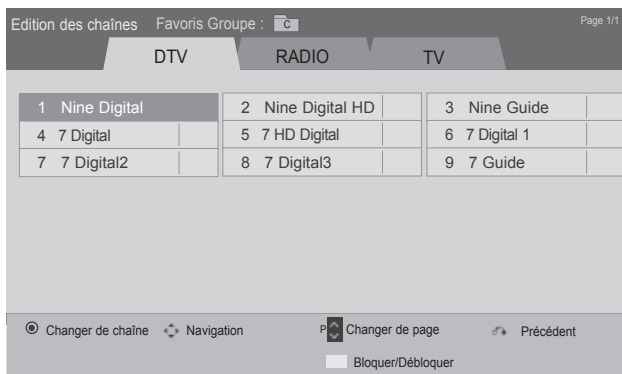 Edition des chaînes Favoris Groupe : C Page 1/1
DTV RADIO TV
1 Nine Digital 2 Nine Digital HD 3 Nine Guide
4 7 Digital 5 7 HD Digital 6 7 Digital 1
7 7 Digital2 8 7 Digital3 9 7 Guide
Changer de chaîne Navigation P Changer de page Précédent
Bloquer/Débloquer